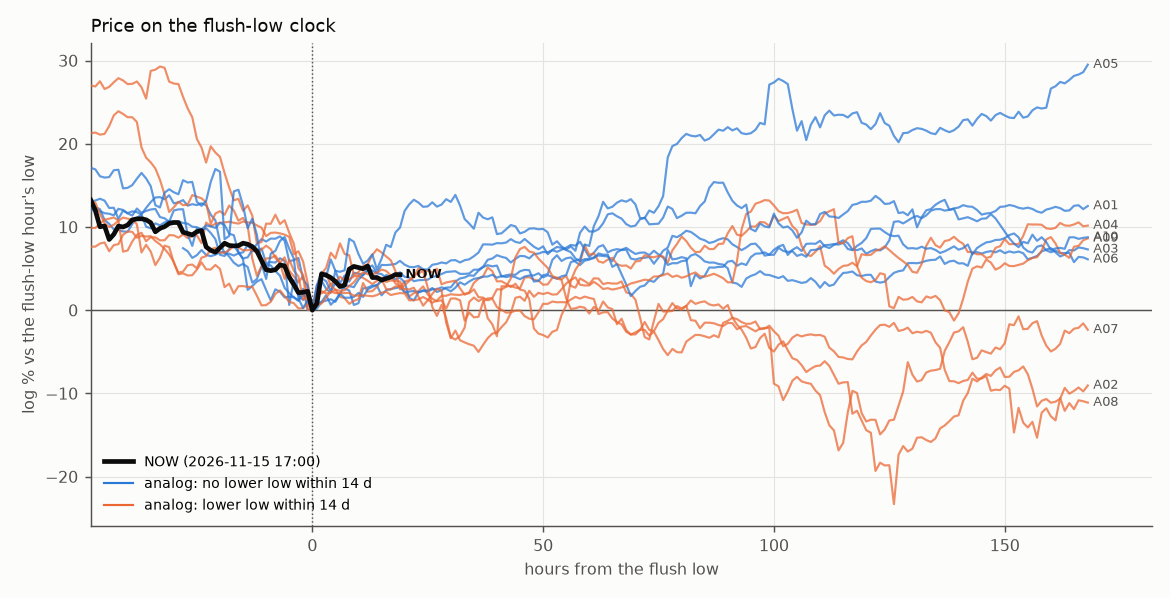 Price on the flush-low clock
log % vs the flush-low hour's low
30
20
10
0
−10
−20
0
50
100
150
hours from the flush low
NOW
A05
A01
A04
A09
A03
A06
A07
A02
A08
NOW (2026-11-15 17:00)
analog: no lower low within 14 d
analog: lower low within 14 d